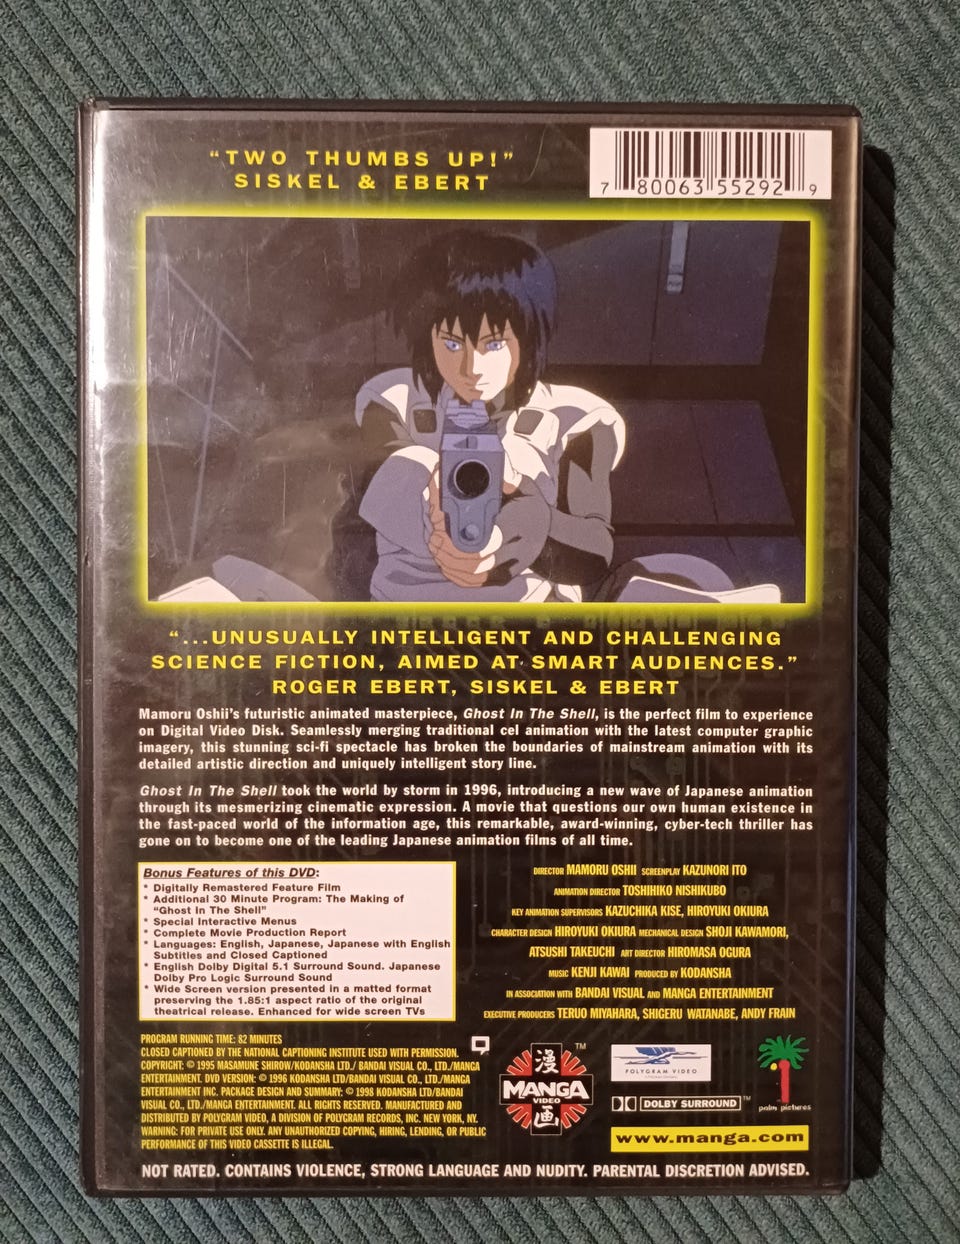 “TWO THUMBS UP!”
SISKEL & EBERT
7 80063 55292 9
“...UNUSUALLY INTELLIGENT AND CHALLENGING
SCIENCE FICTION, AIMED AT SMART AUDIENCES.”
ROGER EBERT, SISKEL & EBERT
Mamoru Oshii's futuristic animated masterpiece, Ghost In The Shell, is the perfect film to experience
on Digital Video Disk. Seamlessly merging traditional cel animation with the latest computer graphic
imagery, this stunning sci-fi spectacle has broken the boundaries of mainstream animation with its
detailed artistic direction and uniquely intelligent story line.
Ghost In The Shell took the world by storm in 1996, introducing a new wave of Japanese animation
through its mesmerizing cinematic expression. A movie that questions our own human existence in
the fast-paced world of the information age, this remarkable, award-winning, cyber-tech thriller has
gone on to become one of the leading Japanese animation films of all time.
Bonus Features of this DVD:
* Digitally Remastered Feature Film
* Additional 30 Minute Program: The Making of
“Ghost In The Shell”
* Special Interactive Menus
* Complete Movie Production Report
* Languages: English, Japanese, Japanese with English
Subtitles and Closed Captioned
* English Dolby Digital 5.1 Surround Sound. Japanese
Dolby Pro Logic Surround Sound
* Wide Screen version presented in a matted format
preserving the 1.85:1 aspect ratio of the original
theatrical release. Enhanced for wide screen TVs
DIRECTOR MAMORU OSHII SCREENPLAY KAZUNORI ITO
ANIMATION DIRECTOR TOSHIHIKO NISHIKUBO
KEY ANIMATION SUPERVISORS KAZUCHIKA KISE, HIROYUKI OKIURA
CHARACTER DESIGN HIROYUKI OKIURA MECHANICAL DESIGN SHOJI KAWAMORI,
ATSUSHI TAKEUCHI ART DIRECTOR HIROMASA OGURA
MUSIC KENJI KAWAI PRODUCED BY KODANSHA
IN ASSOCIATION WITH BANDAI VISUAL AND MANGA ENTERTAINMENT
EXECUTIVE PRODUCERS TERUO MIYAHARA, SHIGERU WATANABE, ANDY FRAIN
PROGRAM RUNNING TIME: 82 MINUTES
CLOSED CAPTIONED BY THE NATIONAL CAPTIONING INSTITUTE USED WITH PERMISSION.
COPYRIGHT: © 1995 MASAMUNE SHIROW/KODANSHA LTD./ BANDAI VISUAL CO., LTD./MANGA
ENTERTAINMENT. DVD VERSION: © 1996 KODANSHA LTD/BANDAI VISUAL CO., LTD./MANGA
ENTERTAINMENT INC. PACKAGE DESIGN AND SUMMARY: © 1998 KODANSHA LTD/BANDAI
VISUAL CO., LTD./MANGA ENTERTAINMENT. ALL RIGHTS RESERVED. MANUFACTURED AND
DISTRIBUTED BY POLYGRAM VIDEO, A DIVISION OF POLYGRAM RECORDS, INC. NEW YORK, NY.
WARNING: FOR PRIVATE USE ONLY. ANY UNAUTHORIZED COPYING, HIRING, LENDING, OR PUBLIC
PERFORMANCE OF THIS VIDEO CASSETTE IS ILLEGAL.
漫
TM
MANGA
VIDEO
画
POLYGRAM VIDEO
DOLBY SURROUND TM
palm pictures
www.manga.com
NOT RATED. CONTAINS VIOLENCE, STRONG LANGUAGE AND NUDITY. PARENTAL DISCRETION ADVISED.